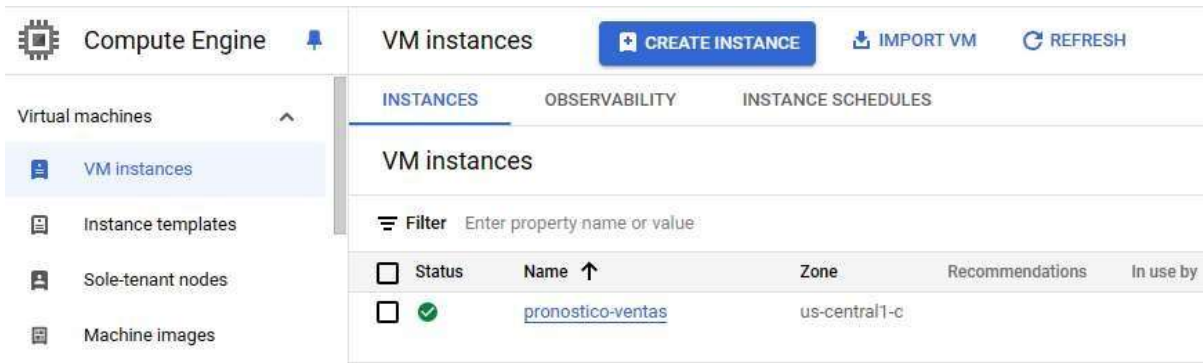 Compute Engine
VM instances
CREATE INSTANCE
IMPORT VM
REFRESH
Virtual machines
VM instances
Instance templates
Sole-tenant nodes
Machine images
INSTANCES OBSERVABILITY INSTANCE SCHEDULES
VM instances
Filter Enter property name or value
Status Name Zone Recommendations In use by
pronostico-ventas us-central1-c